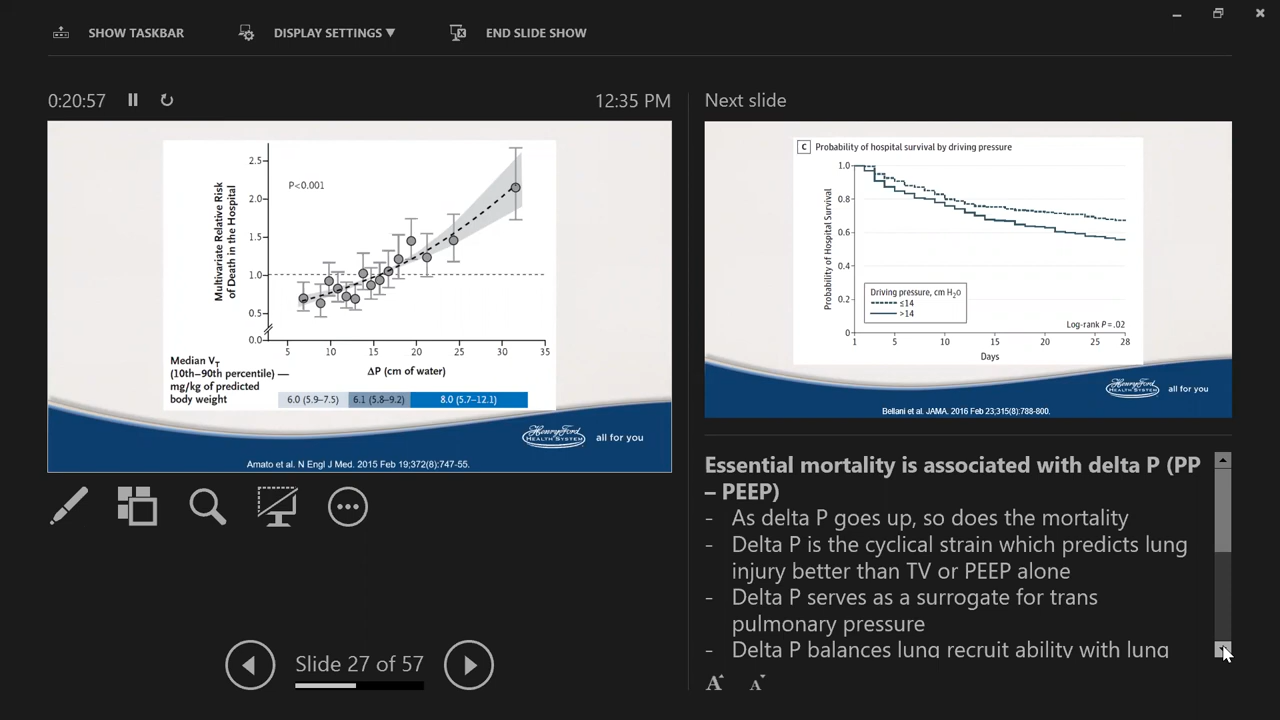 SHOW TASKBAR
DISPLAY SETTINGS ▼
END SLIDE SHOW
0:20:57
12:35 PM
2.5
2.0
1.5
1.0
0.5
0.0
P<0.001
Multivariate Relative Risk
of Death in the Hospital
5 10 15 20 25 30 35
ΔP (cm of water)
Median VT
(10th–90th percentile) —
mg/kg of predicted
body weight
6.0 (5.9–7.5) 6.1 (5.8–9.2) 8.0 (5.7–12.1)
Henry Ford
HEALTH SYSTEM
all for you
Amato et al. N Engl J Med. 2015 Feb 19;372(8):747-55.
Slide 27 of 57
Next slide
C Probability of hospital survival by driving pressure
1.0
0.8
0.6
0.4
0.2
0
Probability of Hospital Survival
Driving pressure, cm H2O
≤14
>14
Log-rank P = .02
1 5 10 15 20 25 28
Days
Henry Ford
HEALTH SYSTEM
all for you
Bellani et al. JAMA. 2016 Feb 23;315(8):788-800.
Essential mortality is associated with delta P (PP
– PEEP)
- As delta P goes up, so does the mortality
- Delta P is the cyclical strain which predicts lung
injury better than TV or PEEP alone
- Delta P serves as a surrogate for trans
pulmonary pressure
- Delta P balances lung recruit ability with lung
A A